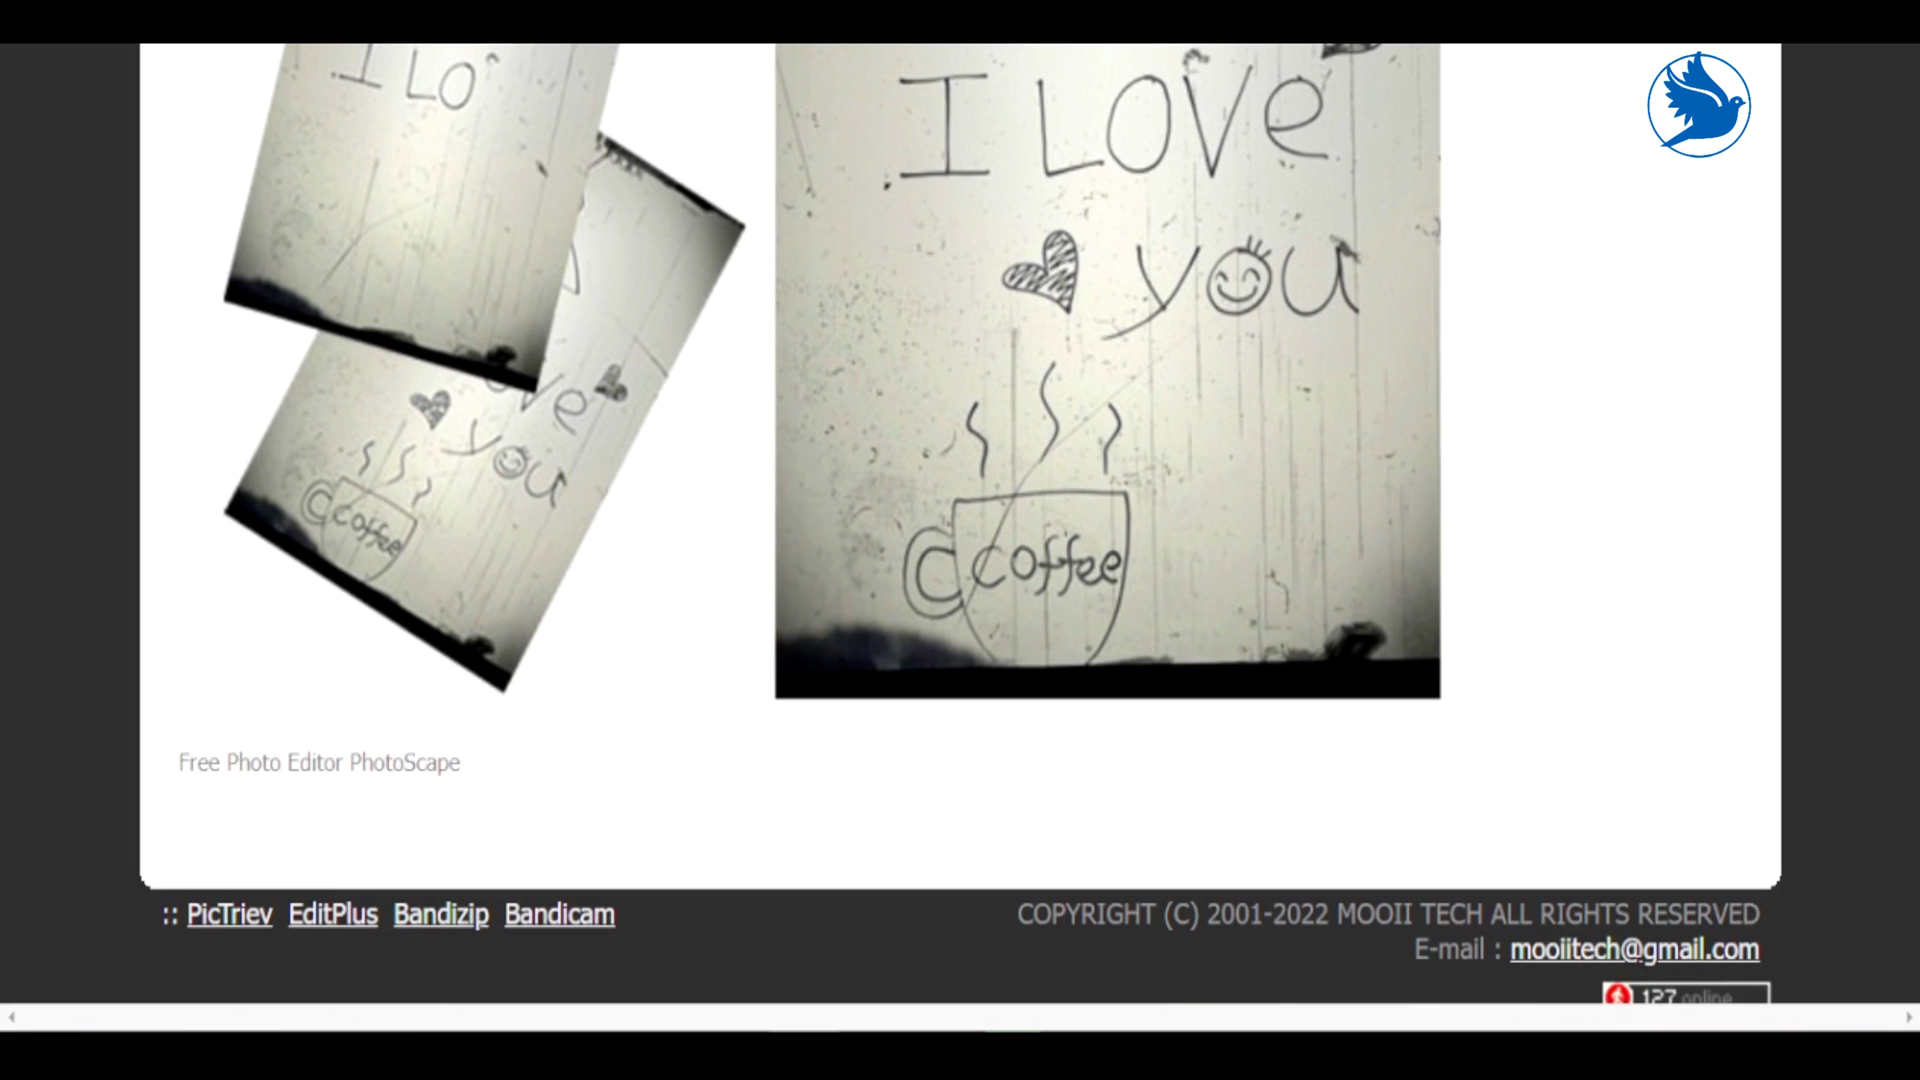 I LO
ve
you
Coffee
I LOVe
you
Coffee
Free Photo Editor PhotoScape
:: PicTriev EditPlus Bandizip Bandicam
COPYRIGHT (C) 2001-2022 MOOII TECH ALL RIGHTS RESERVED
E-mail : mooiitech@gmail.com
127 online